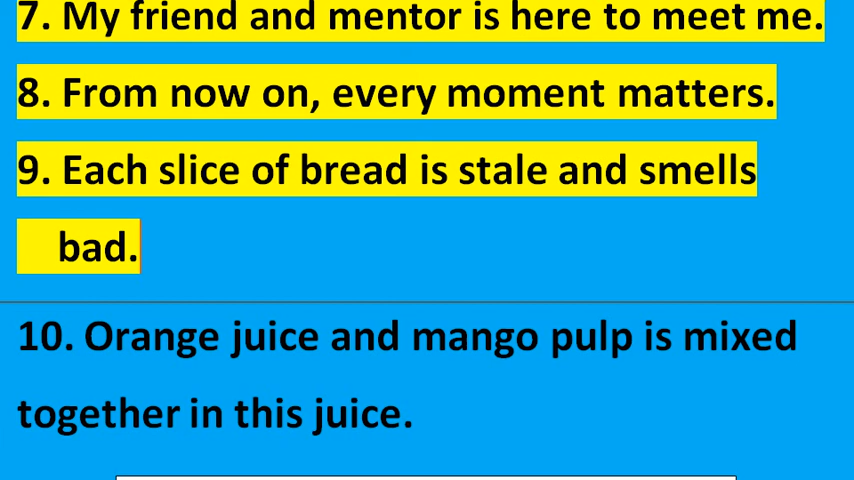 7. My friend and mentor is here to meet me.
8. From now on, every moment matters.
9. Each slice of bread is stale and smells
bad.
10. Orange juice and mango pulp is mixed
together in this juice.